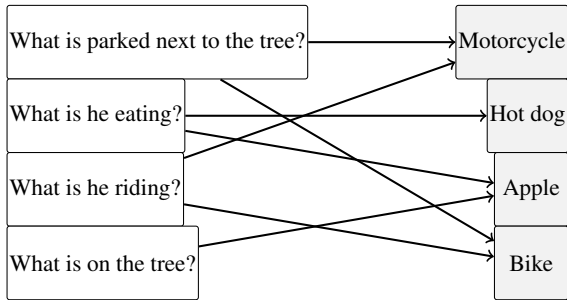 What is parked next to the tree?
Motorcycle
What is he eating?
Hot dog
What is he riding?
Apple
What is on the tree?
Bike